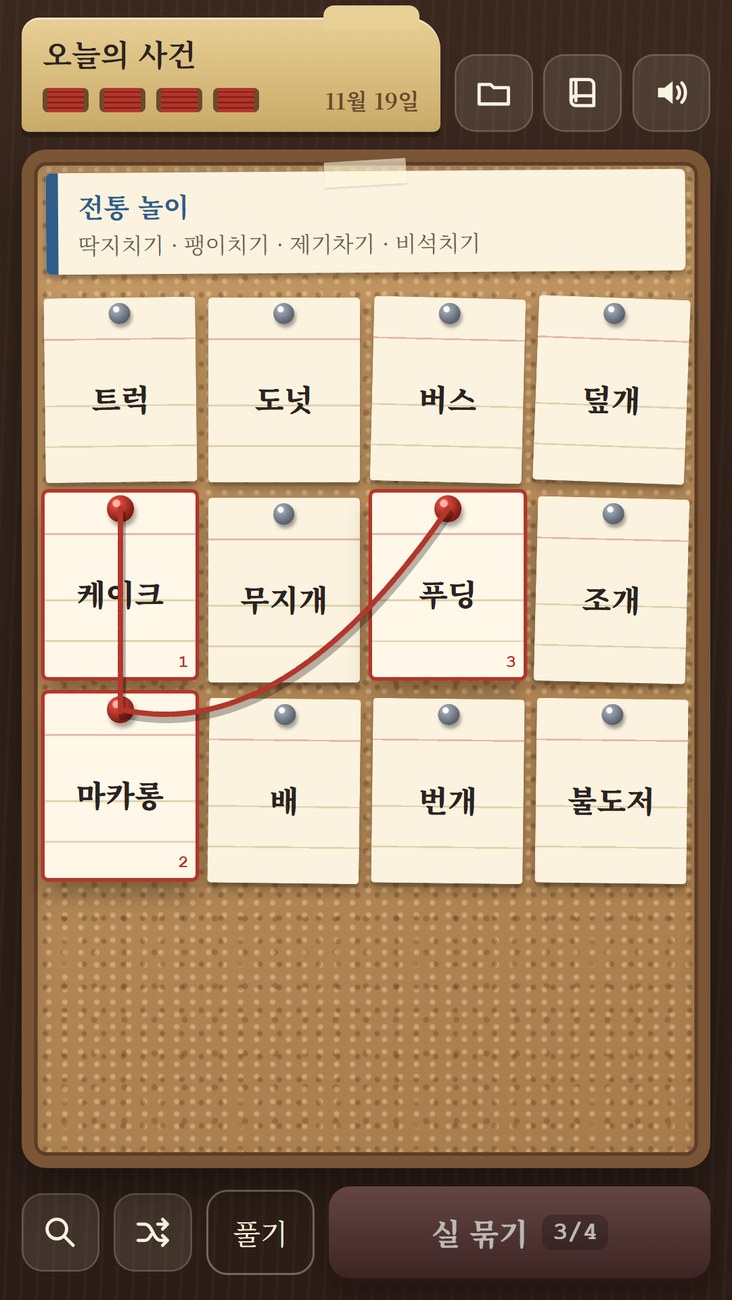 오늘의 사건
11월 19일
전통 놀이
딱지치기 · 팽이치기 · 제기차기 · 비석치기
트럭 도넛 버스 덮개
케이크 무지개 푸딩 조개
1 3
마카롱 배 번개 불도저
2
풀기 실 묶기 3/4